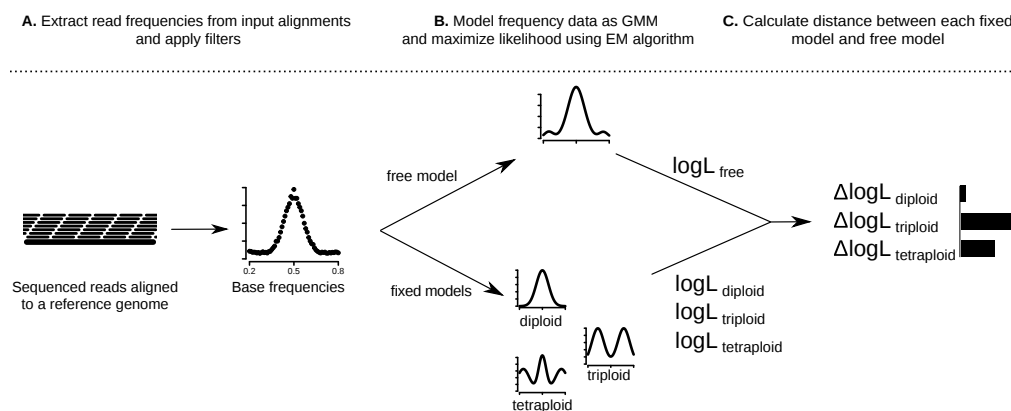 A. Extract read frequencies from input alignments
and apply filters
B. Model frequency data as GMM
and maximize likelihood using EM algorithm
C. Calculate distance between each fixed
model and free model
free model
logL free
ΔlogL diploid
ΔlogL triploid
ΔlogL tetraploid
0.2 0.5 0.8
Sequenced reads aligned
to a reference genome
Base frequencies
fixed models
diploid
triploid
tetraploid
logL diploid
logL triploid
logL tetraploid